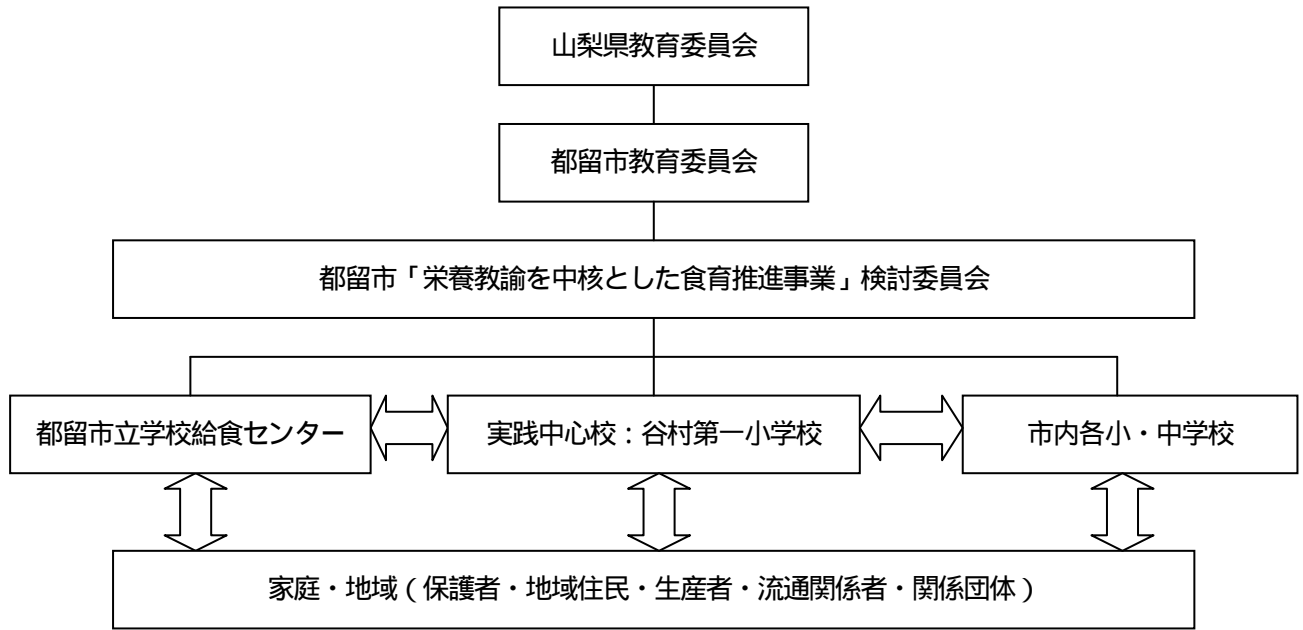 山梨県教育委員会
都留市教育委員会
都留市「栄養教諭を中核とした食育推進事業」検討委員会
都留市立学校給食センター
実践中心校：谷村第一小学校
市内各小・中学校
家庭・地域（保護者・地域住民・生産者・流通関係者・関係団体）